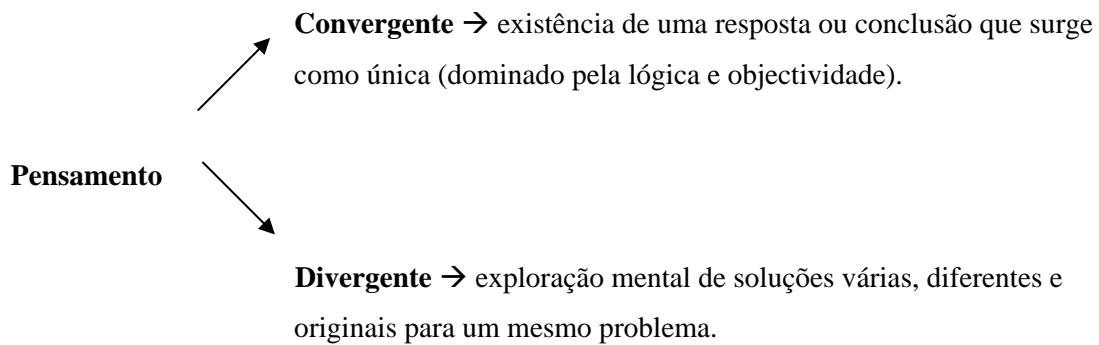 Convergente → existência de uma resposta ou conclusão que surge
como única (dominado pela lógica e objectividade).
Pensamento
Divergente → exploração mental de soluções várias, diferentes e
originais para um mesmo problema.